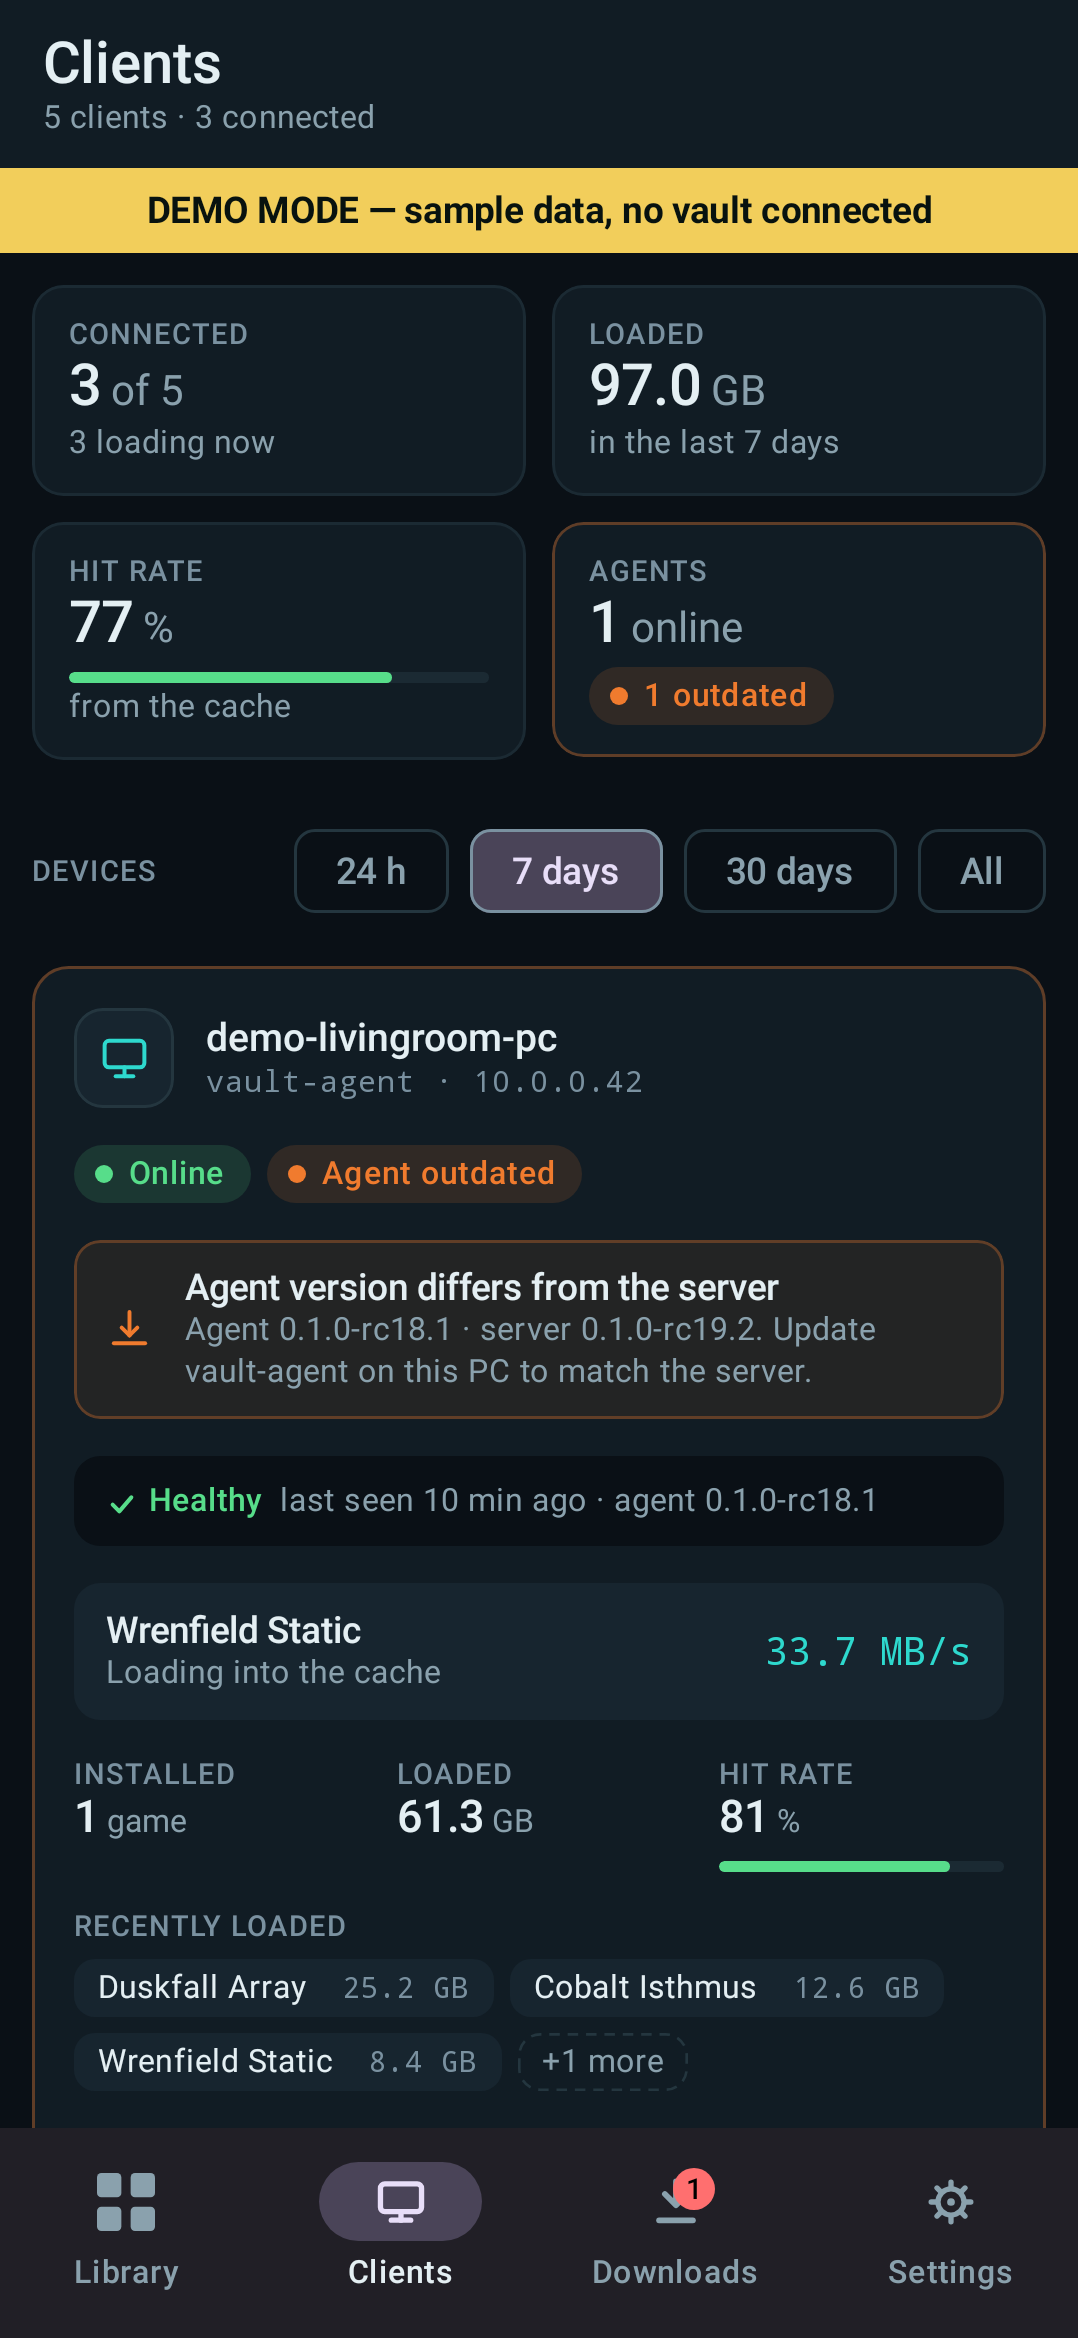 Clients
5 clients · 3 connected
DEMO MODE — sample data, no vault connected
CONNECTED
3 of 5
3 loading now
LOADED
97.0 GB
in the last 7 days
HIT RATE
77 %
from the cache
AGENTS
1 online
1 outdated
DEVICES
24 h
7 days
30 days
All
demo-livingroom-pc
vault-agent · 10.0.0.42
Online
Agent outdated
Agent version differs from the server
Agent 0.1.0-rc18.1 · server 0.1.0-rc19.2. Update
vault-agent on this PC to match the server.
Healthy last seen 10 min ago · agent 0.1.0-rc18.1
Wrenfield Static
Loading into the cache
33.7 MB/s
INSTALLED
1 game
LOADED
61.3 GB
HIT RATE
81 %
RECENTLY LOADED
Duskfall Array 25.2 GB
Cobalt Isthmus 12.6 GB
Wrenfield Static 8.4 GB
+1 more
Library
Clients
1
Downloads
Settings